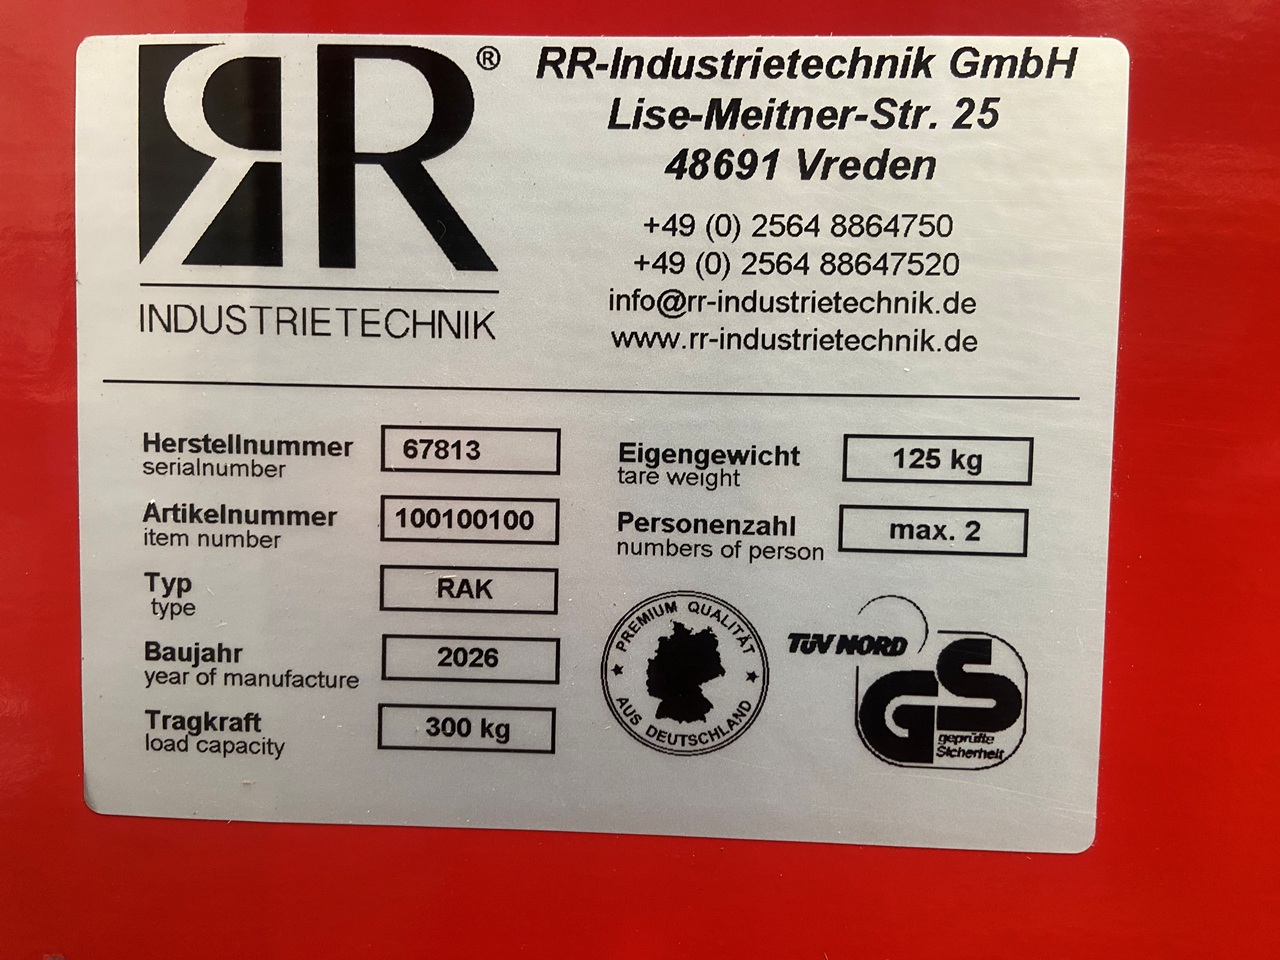 RR®
INDUSTRIETECHNIK
RR-Industrietechnik GmbH
Lise-Meitner-Str. 25
48691 Vreden
+49 (0) 2564 8864750
+49 (0) 2564 88647520
info@rr-industrietechnik.de
www.rr-industrietechnik.de
Herstellnummer 67813
serialnumber
Artikelnummer 100100100
item number
Typ RAK
type
Baujahr 2026
year of manufacture
Tragkraft 300 kg
load capacity
Eigengewicht 125 kg
tare weight
Personenzahl max. 2
numbers of person
PREMIUM QUALITÄT
AUS DEUTSCHLAND
TÜV NORD
GS
geprüfte
Sicherheit